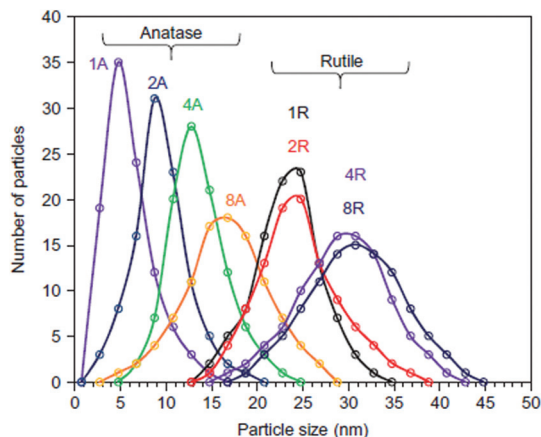 40
35
30
25
20
15
10
5
0
Number of particles
Anatase
Rutile
1A
2A
4A
8A
1R
2R
4R
8R
0 5 10 15 20 25 30 35 40 45 50
Particle size (nm)